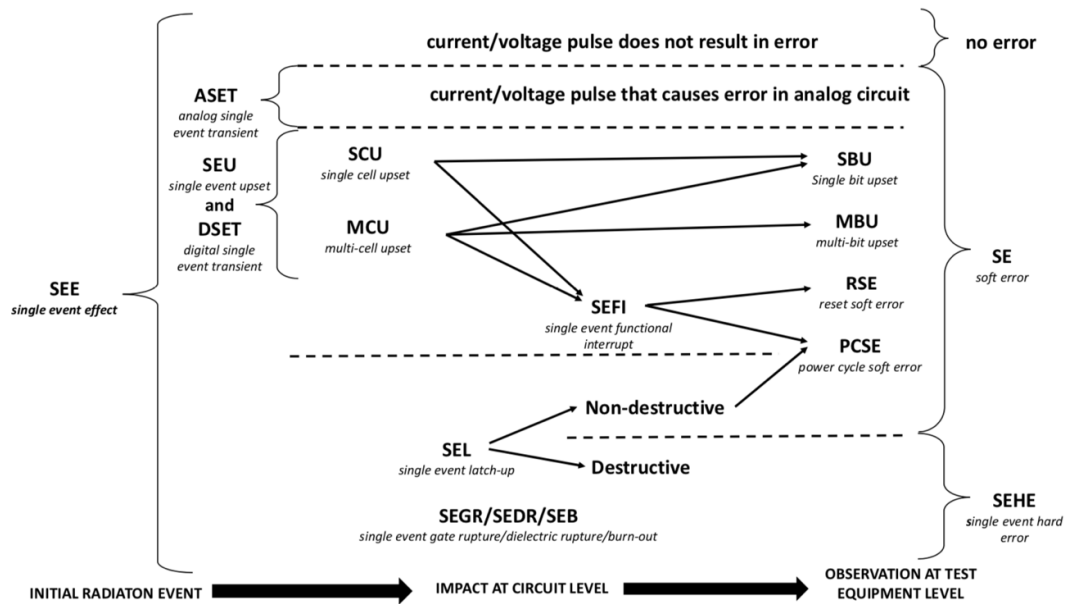 current/voltage pulse does not result in error
no error
ASET
analog single
event transient
current/voltage pulse that causes error in analog circuit
SEU
single event upset
and
DSET
digital single
event transient
SCU
single cell upset
MCU
multi-cell upset
SBU
Single bit upset
MBU
multi-bit upset
SE
soft error
SEE
single event effect
SEFI
single event functional
interrupt
RSE
reset soft error
PCSE
power cycle soft error
Non-destructive
SEL
single event latch-up
Destructive
SEHE
single event hard
error
SEGR/SEDR/SEB
single event gate rupture/dielectric rupture/burn-out
INITIAL RADIATON EVENT
IMPACT AT CIRCUIT LEVEL
OBSERVATION AT TEST
EQUIPMENT LEVEL